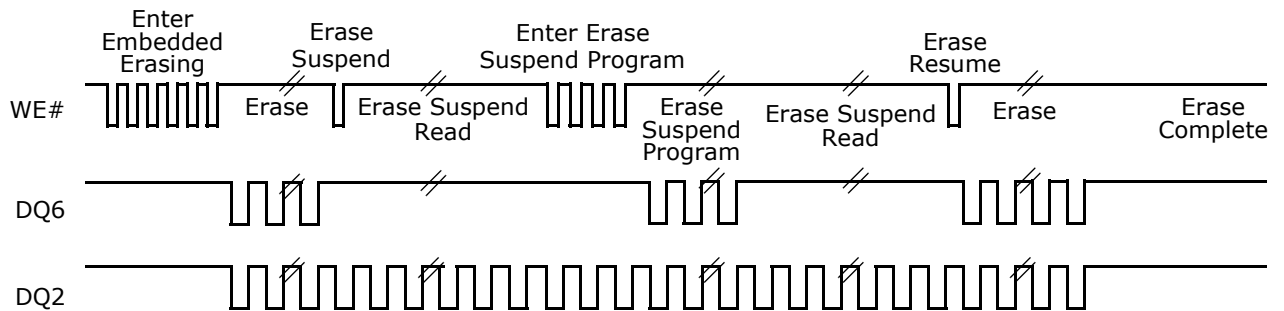 Enter
Embedded
Erasing
Erase
Suspend
Enter Erase
Suspend Program
Erase
Resume
WE#
Erase
Erase Suspend
Read
Erase
Suspend
Program
Erase Suspend
Read
Erase
Erase
Complete
DQ6
DQ2